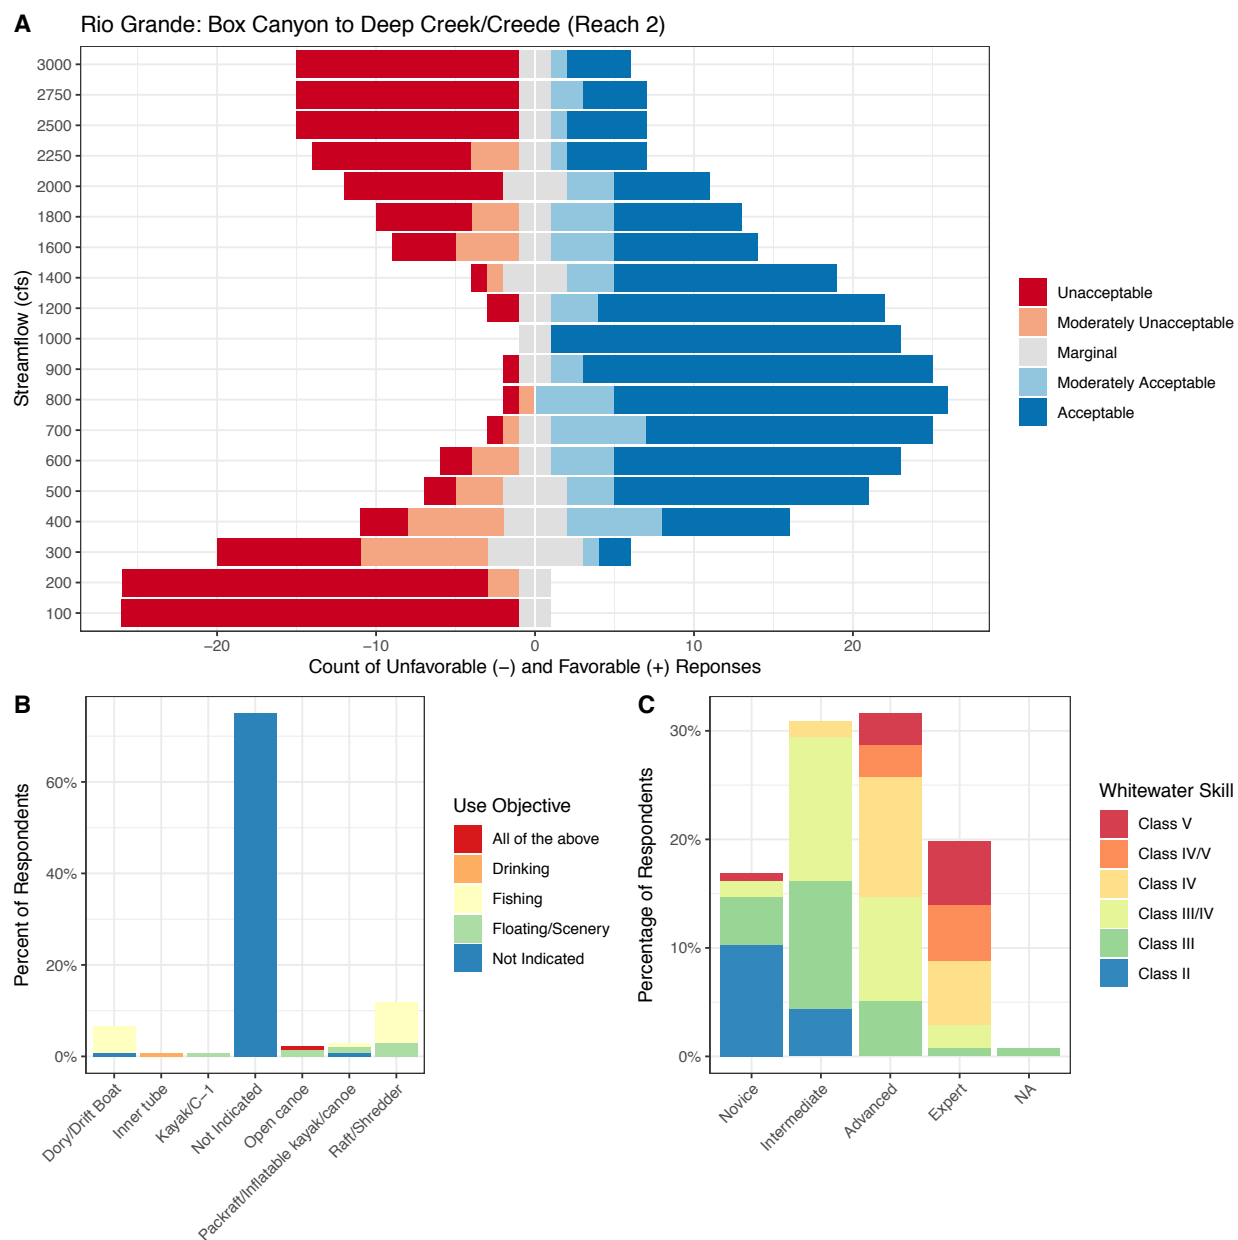 A
Rio Grande: Box Canyon to Deep Creek/Creede (Reach 2)
Streamflow (cfs)
3000
2750
2500
2250
2000
1800
1600
1400
1200
1000
900
800
700
600
500
400
300
200
100
−20 −10 0 10 20
Count of Unfavorable (−) and Favorable (+) Reponses
Unacceptable
Moderately Unacceptable
Marginal
Moderately Acceptable
Acceptable
B
Percent of Respondents
60%
40%
20%
0%
Dory/Drift Boat
Inner tube
Kayak/C−1
Not Indicated
Open canoe
Packraft/Inflatable kayak/canoe
Raft/Shredder
Use Objective
All of the above
Drinking
Fishing
Floating/Scenery
Not Indicated
C
Percentage of Respondents
30%
20%
10%
0%
Novice
Intermediate
Advanced
Expert
NA
Whitewater Skill
Class V
Class IV/V
Class IV
Class III/IV
Class III
Class II